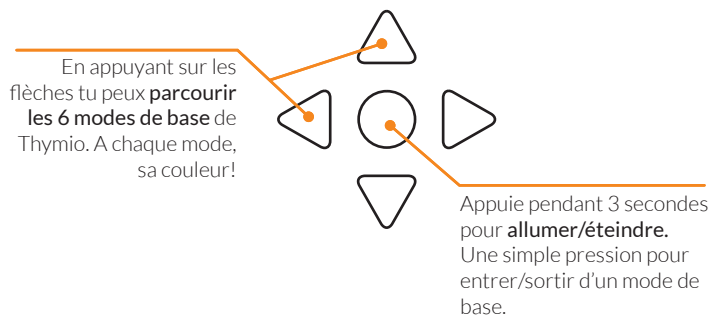 En appuyant sur les
flèches tu peux parcourir
les 6 modes de base de
Thymio. A chaque mode,
sa couleur!
Appuie pendant 3 secondes
pour allumer/éteindre.
Une simple pression pour
entrer/sortir d’un mode de
base.